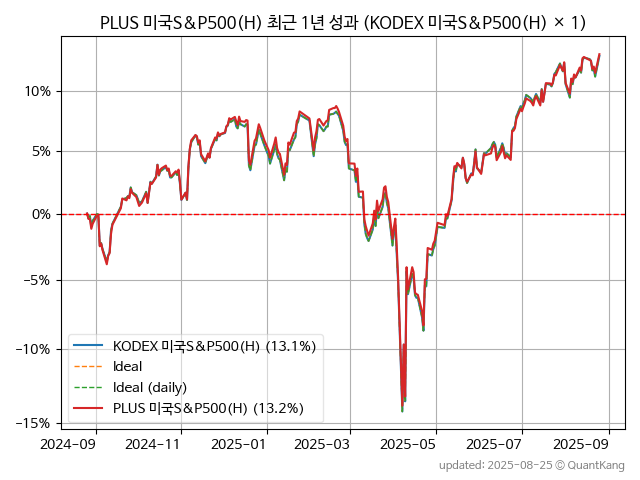 PLUS 미국S&P500(H) 최근 1년 성과 (KODEX 미국S&P500(H) × 1)
10%
5%
0%
−5%
−10%
−15%
KODEX 미국S&P500(H) (13.1%)
Ideal
Ideal (daily)
PLUS 미국S&P500(H) (13.2%)
2024-09 2024-11 2025-01 2025-03 2025-05 2025-07 2025-09
updated: 2025-08-25 © QuantKang